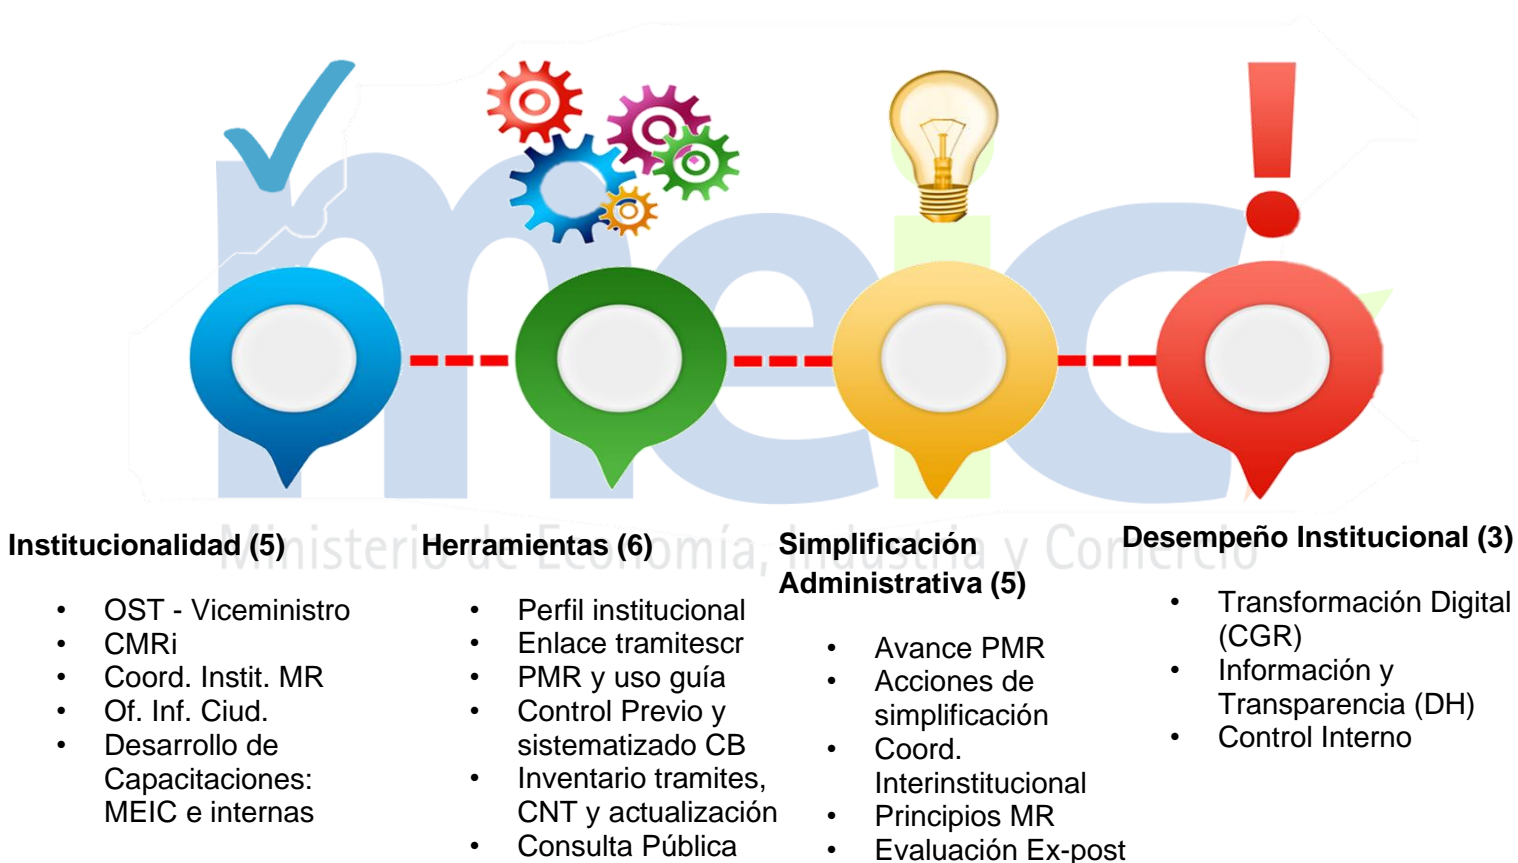 meic
Ministerio de Economía, Industria y Comercio
Institucionalidad (5)
• OST - Viceministro
• CMRi
• Coord. Instit. MR
• Of. Inf. Ciud.
• Desarrollo de
Capacitaciones:
MEIC e internas
Herramientas (6)
• Perfil institucional
• Enlace tramitescr
• PMR y uso guía
• Control Previo y
sistematizado CB
• Inventario tramites,
CNT y actualización
• Consulta Pública
Simplificación
Administrativa (5)
• Avance PMR
• Acciones de
simplificación
• Coord.
Interinstitucional
• Principios MR
• Evaluación Ex-post
Desempeño Institucional (3)
• Transformación Digital
(CGR)
• Información y
Transparencia (DH)
• Control Interno